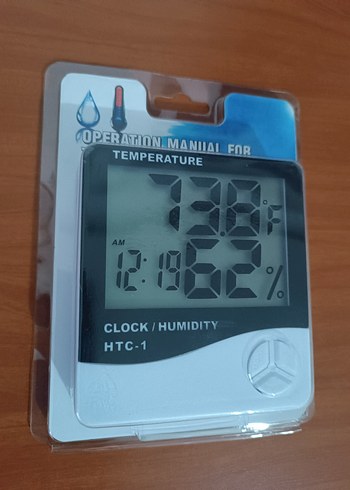 OPERATION MANUAL FOR
TEMPERATURE
73.8°F
AM
12:19 62%
CLOCK / HUMIDITY
HTC-1